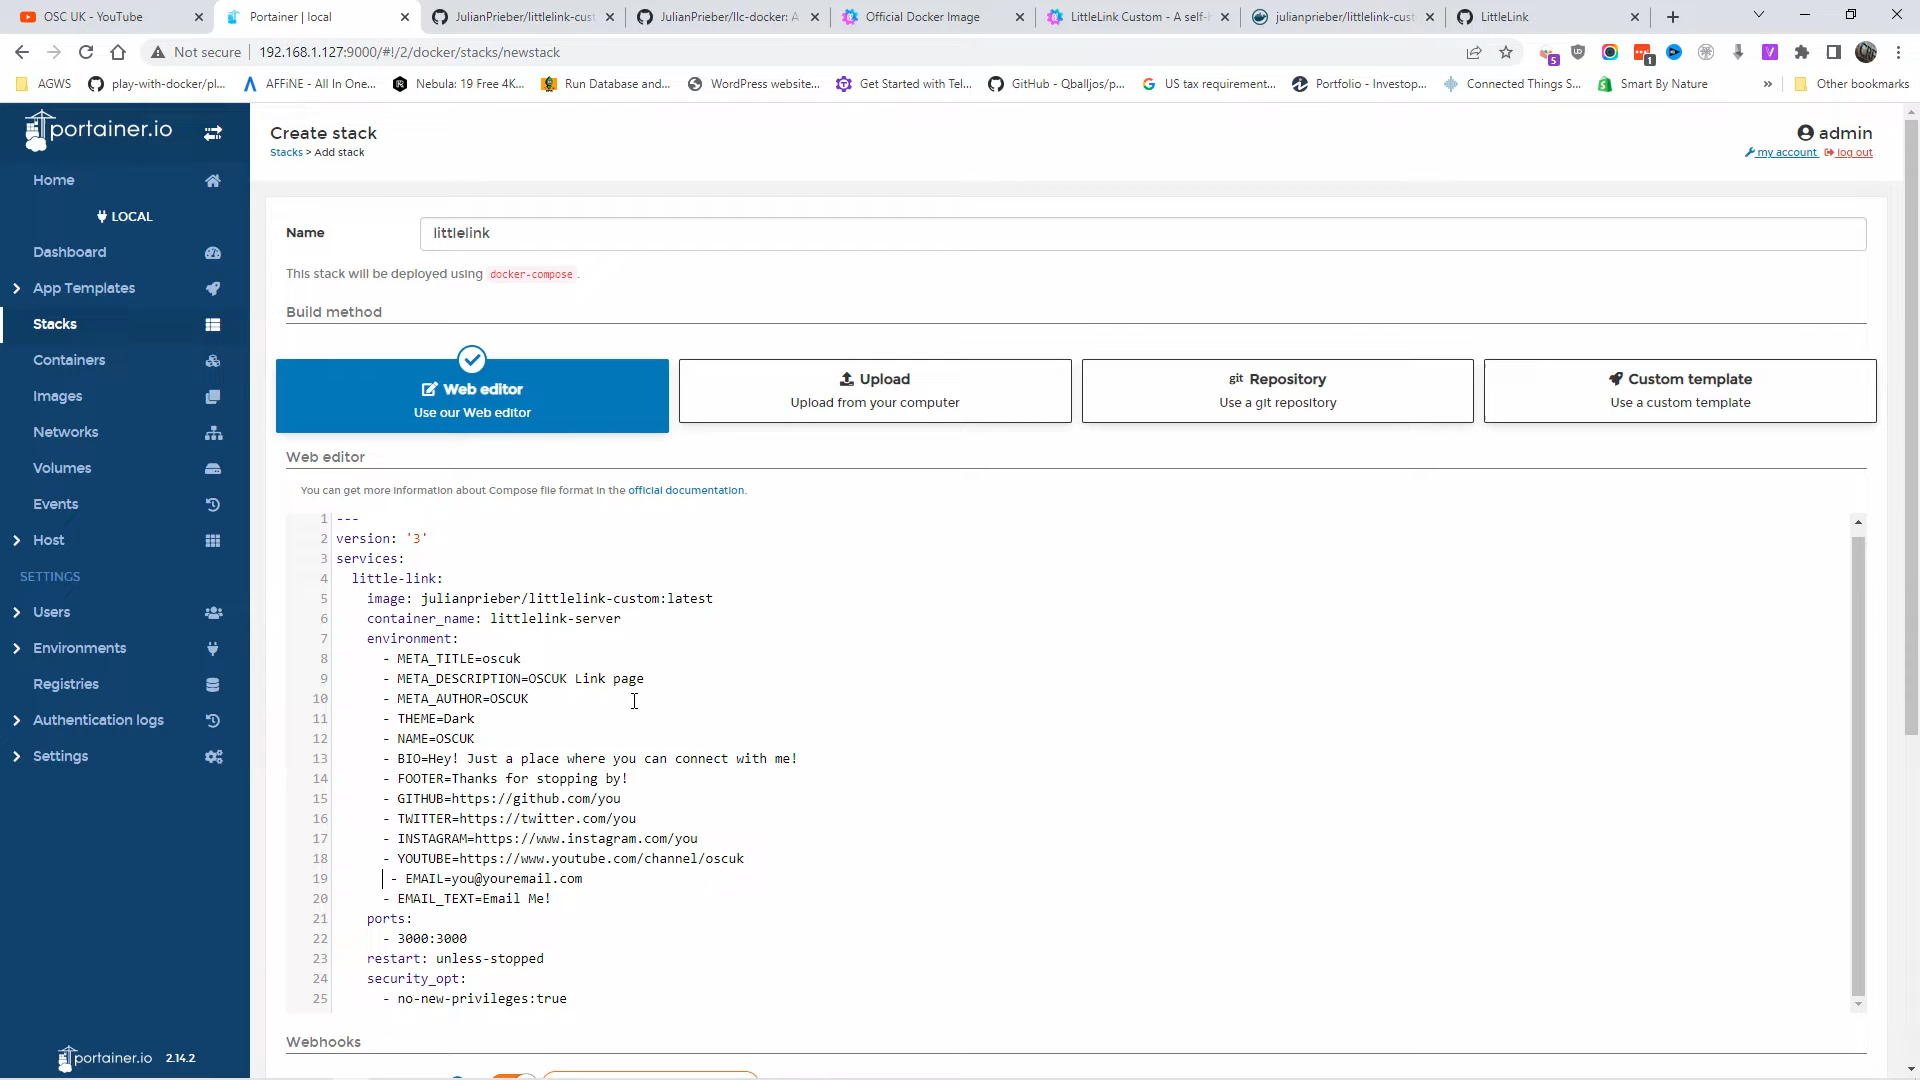 OSC UK - YouTube
Portainer | local
JulianPrieber/littlelink-cust
JulianPrieber/llc-docker: A
Official Docker Image
LittleLink Custom - A self-h
julianprieber/littlelink-cust
LittleLink
Not secure
192.168.1.127:9000/#!/2/docker/stacks/newstack
5
1
AGWS
play-with-docker/pl...
AFFiNE - All In One...
Nebula: 19 Free 4K...
Run Database and...
WordPress website...
Get Started with Tel...
GitHub - Qballjos/p...
US tax requirement...
Portfolio - Investop...
Connected Things S...
Smart By Nature
»
Other bookmarks
portainer.io
Home
LOCAL
Dashboard
App Templates
Stacks
Containers
Images
Networks
Volumes
Events
Host
SETTINGS
Users
Environments
Registries
Authentication logs
Settings
portainer.io 2.14.2
Create stack
Stacks > Add stack
admin
my account log out
Name
littlelink
This stack will be deployed using docker-compose .
Build method
Web editor
Use our Web editor
Upload
Upload from your computer
git Repository
Use a git repository
Custom template
Use a custom template
Web editor
You can get more information about Compose file format in the official documentation.
1 ---
2 version: '3'
3 services:
4 little-link:
5 image: julianprieber/littlelink-custom:latest
6 container_name: littlelink-server
7 environment:
8 - META_TITLE=oscuk
9 - META_DESCRIPTION=OSCUK Link page
10 - META_AUTHOR=OSCUK
11 - THEME=Dark
12 - NAME=OSCUK
13 - BIO=Hey! Just a place where you can connect with me!
14 - FOOTER=Thanks for stopping by!
15 - GITHUB=https://github.com/you
16 - TWITTER=https://twitter.com/you
17 - INSTAGRAM=https://www.instagram.com/you
18 - YOUTUBE=https://www.youtube.com/channel/oscuk
19 - EMAIL=you@youremail.com
20 - EMAIL_TEXT=Email Me!
21 ports:
22 - 3000:3000
23 restart: unless-stopped
24 security_opt:
25 - no-new-privileges:true
Webhooks